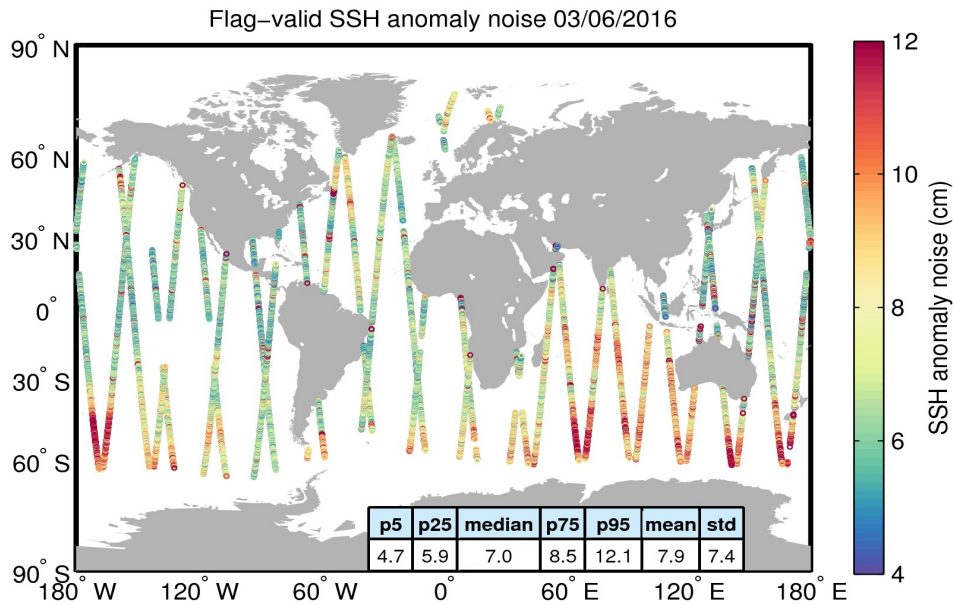 Flag−valid SSH anomaly noise 03/06/2016
90° N
60° N
30° N
0°
30° S
60° S
90° S
180° W
120° W
60° W
0°
60° E
120° E
180° E
p5 p25 median p75 p95 mean std
4.7 5.9 7.0 8.5 12.1 7.9 7.4
12
10
8
6
4
SSH anomaly noise (cm)